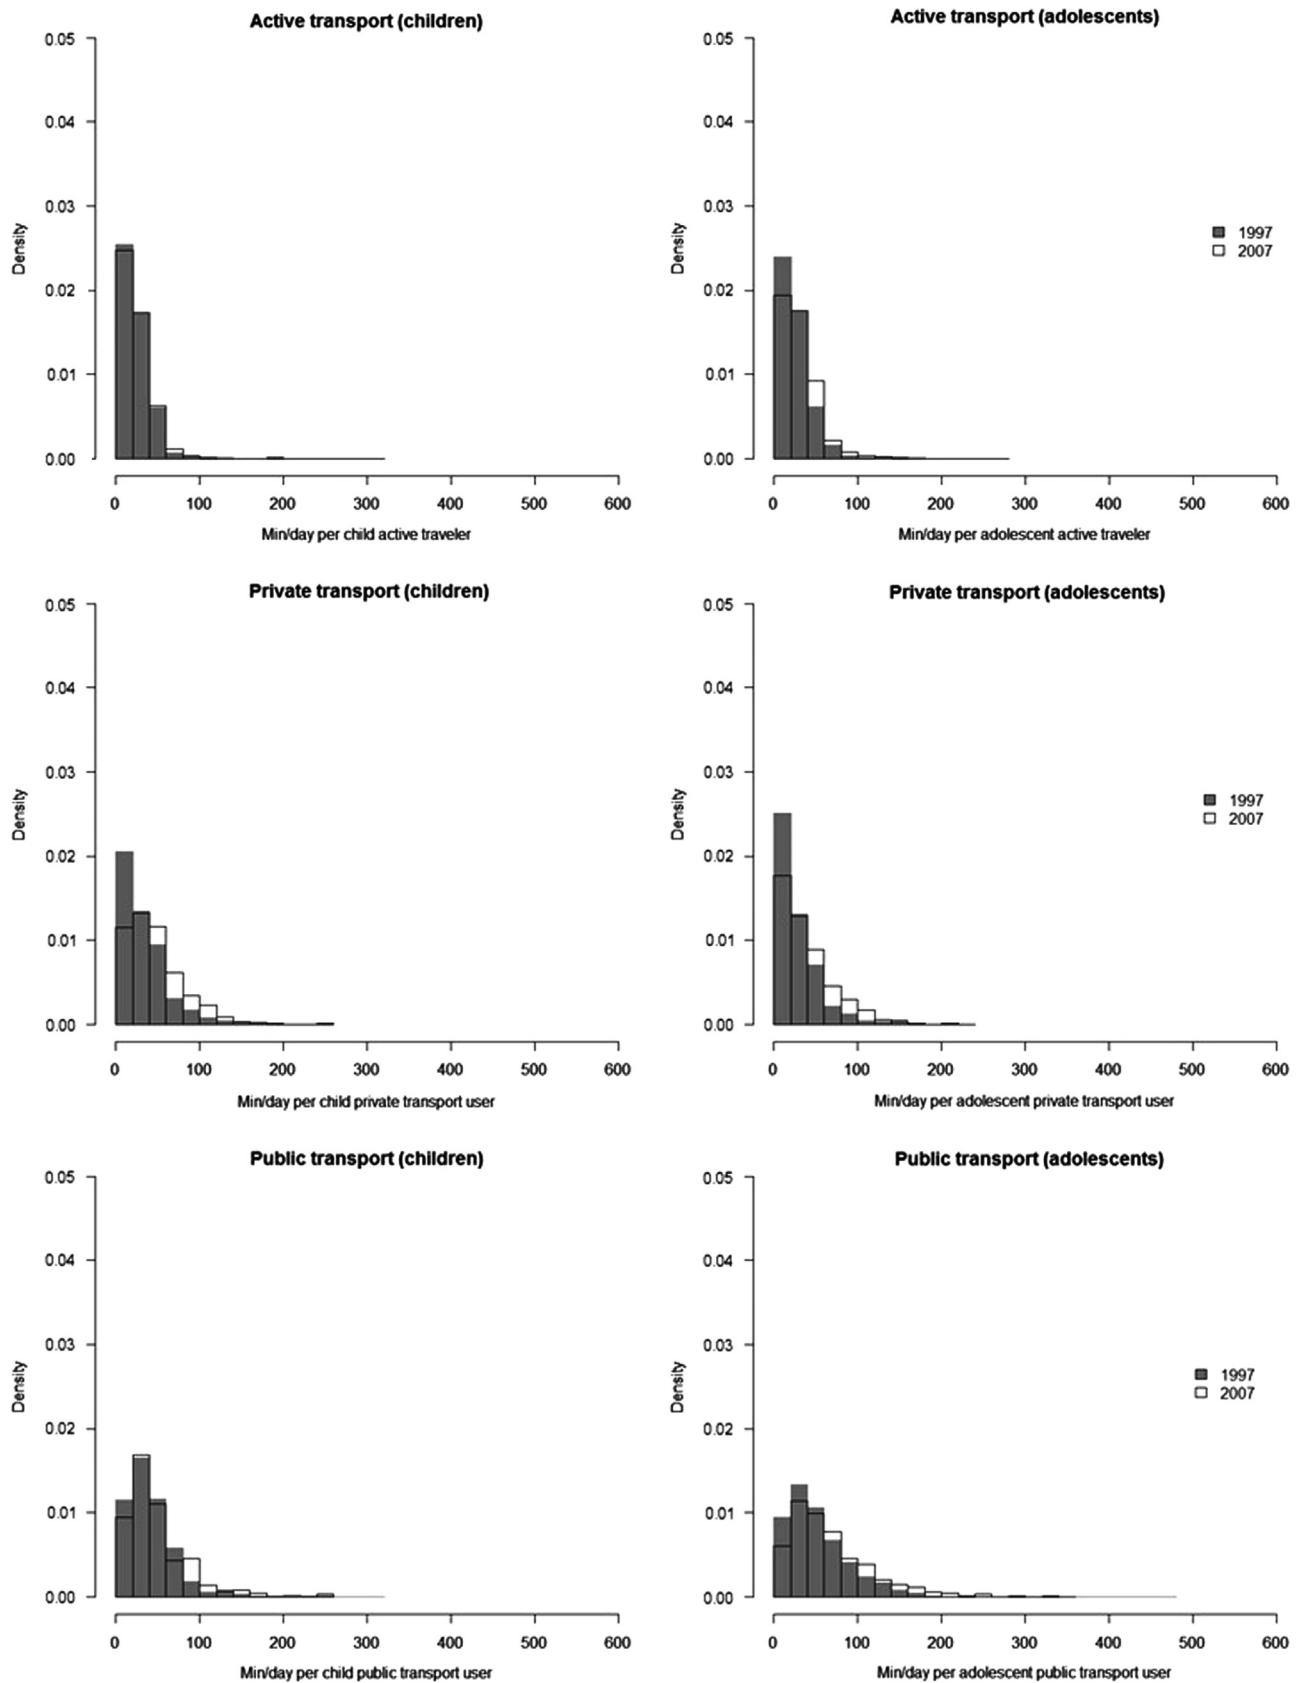 Active transport (children)
0.05
0.04
0.03
0.02
0.01
0.00
Density
0 100 200 300 400 500 600
Min/day per child active traveler
Active transport (adolescents)
0.05
0.04
0.03
0.02
0.01
0.00
Density
1997
2007
0 100 200 300 400 500 600
Min/day per adolescent active traveler
Private transport (children)
0.05
0.04
0.03
0.02
0.01
0.00
Density
0 100 200 300 400 500 600
Min/day per child private transport user
Private transport (adolescents)
0.05
0.04
0.03
0.02
0.01
0.00
Density
1997
2007
0 100 200 300 400 500 600
Min/day per adolescent private transport user
Public transport (children)
0.05
0.04
0.03
0.02
0.01
0.00
Density
0 100 200 300 400 500 600
Min/day per child public transport user
Public transport (adolescents)
0.05
0.04
0.03
0.02
0.01
0.00
Density
1997
2007
0 100 200 300 400 500 600
Min/day per adolescent public transport user